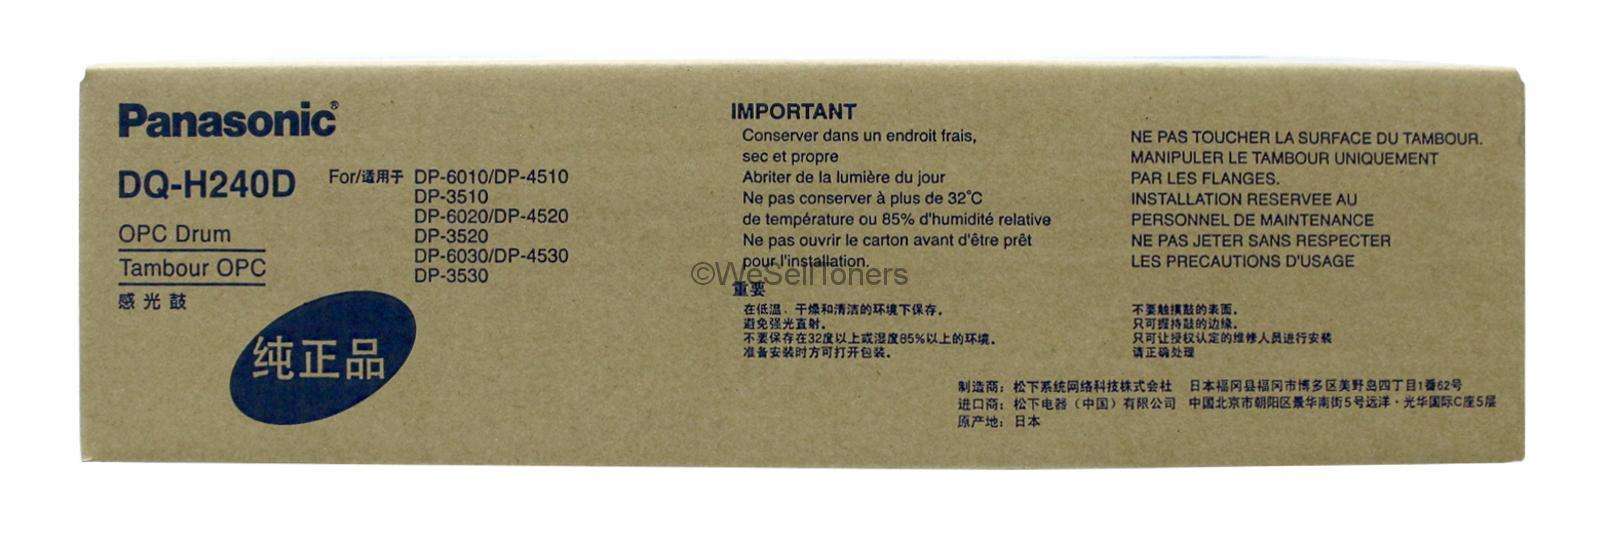 Panasonic®
DQ-H240D
OPC Drum
Tambour OPC
感光鼓
纯正品
For/适用于 DP-6010/DP-4510
DP-3510
DP-6020/DP-4520
DP-3520
DP-6030/DP-4530
DP-3530
IMPORTANT
Conserver dans un endroit frais,
sec et propre
Abriter de la lumière du jour
Ne pas conserver à plus de 32°C
de température ou 85% d'humidité relative
Ne pas ouvrir le carton avant d'être prêt
pour l'installation.
NE PAS TOUCHER LA SURFACE DU TAMBOUR.
MANIPULER LE TAMBOUR UNIQUEMENT
PAR LES FLANGES.
INSTALLATION RESERVEE AU
PERSONNEL DE MAINTENANCE
NE PAS JETER SANS RESPECTER
LES PRECAUTIONS D'USAGE
©WeSellToners
重要
在低温、干燥和清洁的环境下保存。
避免强光直射。
不要保存在32度以上或湿度85%以上的环境。
准备安装时方可打开包装。
不要触摸鼓的表面。
只可握持鼓的边缘。
只可让授权认定的维修人员进行安装
请正确处理
制造商：松下系统网络科技株式会社 日本福冈县福冈市博多区美野岛四丁目1番62号
进口商：松下电器（中国）有限公司 中国北京市朝阳区景华南街5号远洋・光华国际C座5层
原产地：日本